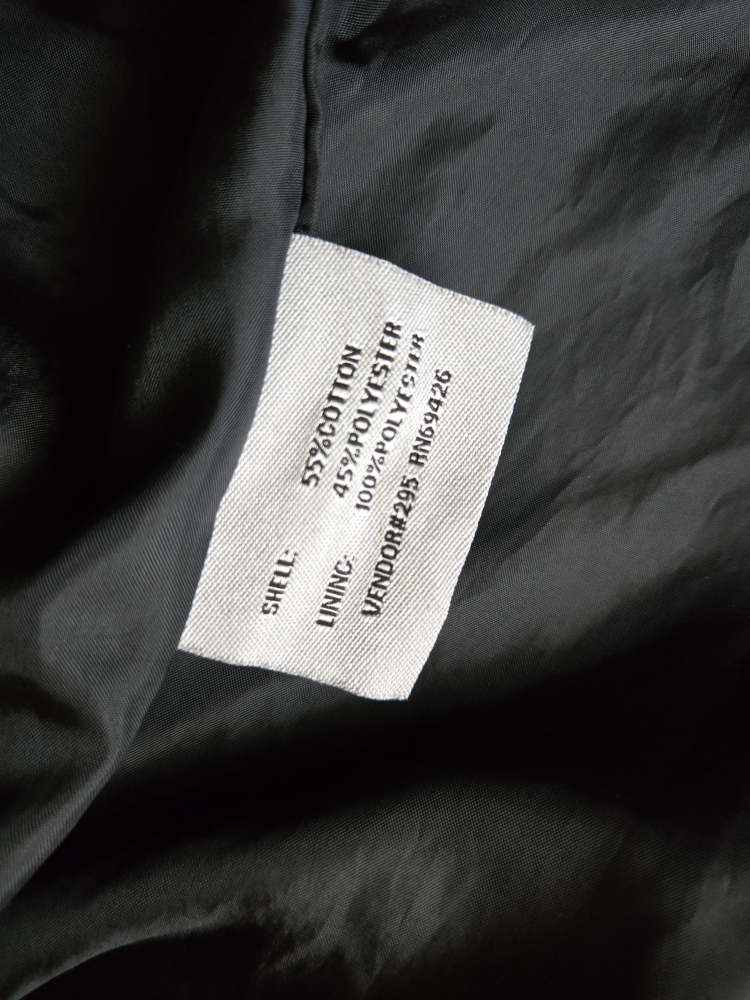 SHELL: 55%COTTON
45%POLYESTER
LINING: 100%POLYESTER
VENDOR#295 RN69426